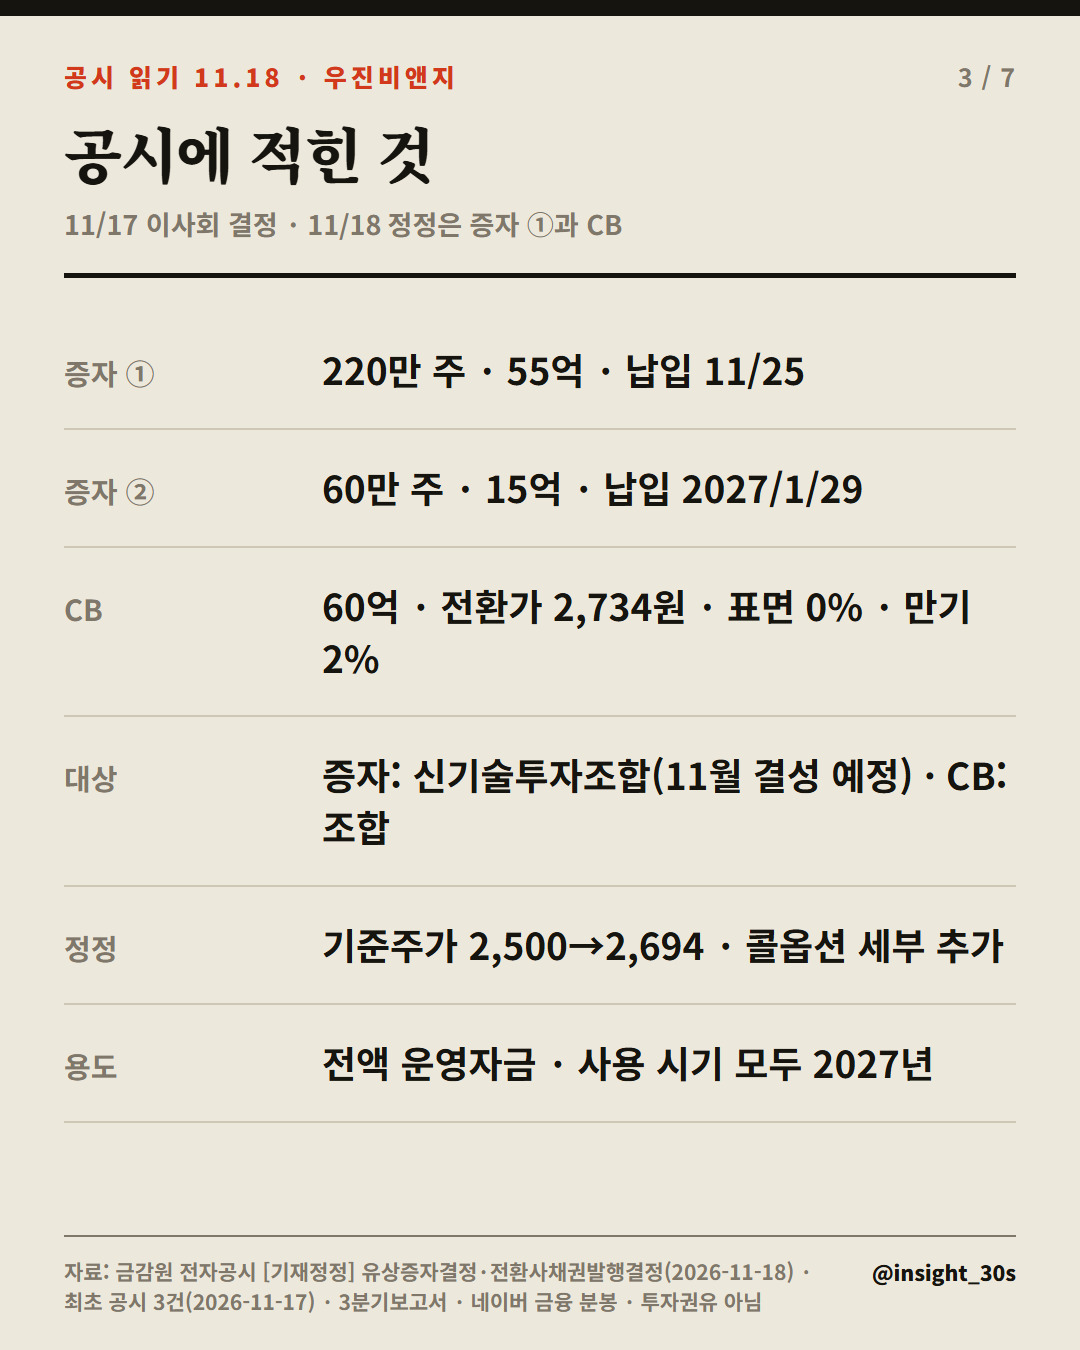 공시 읽기 11.18 · 우진비앤지
3 / 7
공시에 적힌 것
11/17 이사회 결정 · 11/18 정정은 증자 ①과 CB
증자 ①
220만 주 · 55억 · 납입 11/25
증자 ②
60만 주 · 15억 · 납입 2027/1/29
CB
60억 · 전환가 2,734원 · 표면 0% · 만기
2%
대상
증자: 신기술투자조합(11월 결성 예정) · CB:
조합
정정
기준주가 2,500→2,694 · 콜옵션 세부 추가
용도
전액 운영자금 · 사용 시기 모두 2027년
자료: 금감원 전자공시 [기재정정] 유상증자결정·전환사채권발행결정(2026-11-18) ·
최초 공시 3건(2026-11-17) · 3분기보고서 · 네이버 금융 분봉 · 투자권유 아님
@insight_30s